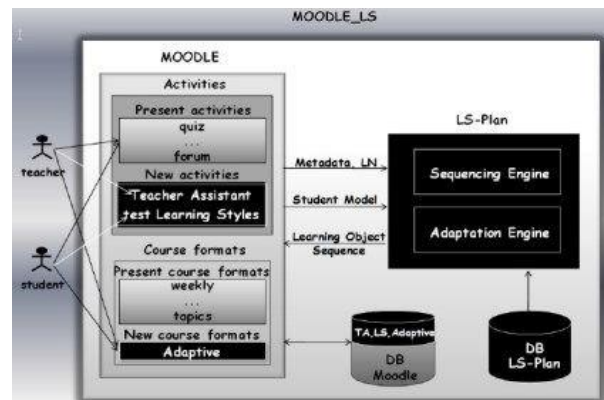 MOODLE_LS
MOODLE
Activities
Present activities
quiz
...
forum
New activities
Teacher Assistant
test Learning Styles
Course formats
Present course formats
weekly
...
topics
New course formats
Adaptive
teacher
student
Metadata, LN
Student Model
Learning Object
Sequence
LS-Plan
Sequencing Engine
Adaptation Engine
TA,LS,Adaptive
DB
Moodle
DB
LS-Plan